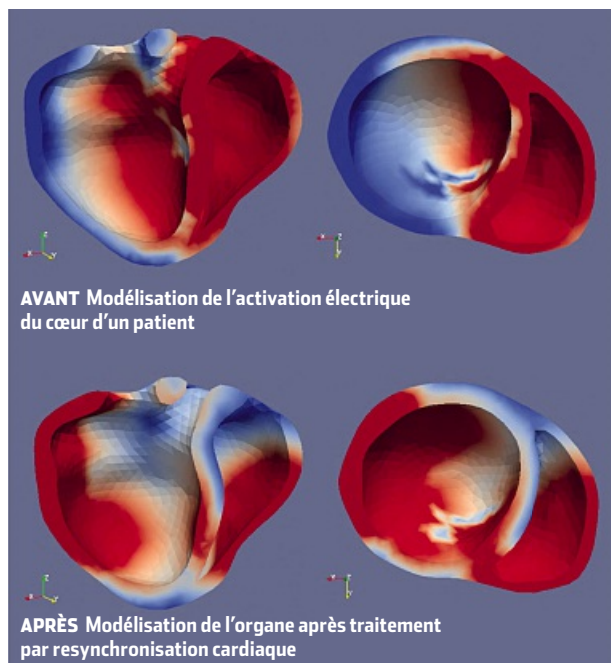 AVANT Modélisation de l'activation électrique
du cœur d'un patient
APRÈS Modélisation de l'organe après traitement
par resynchronisation cardiaque